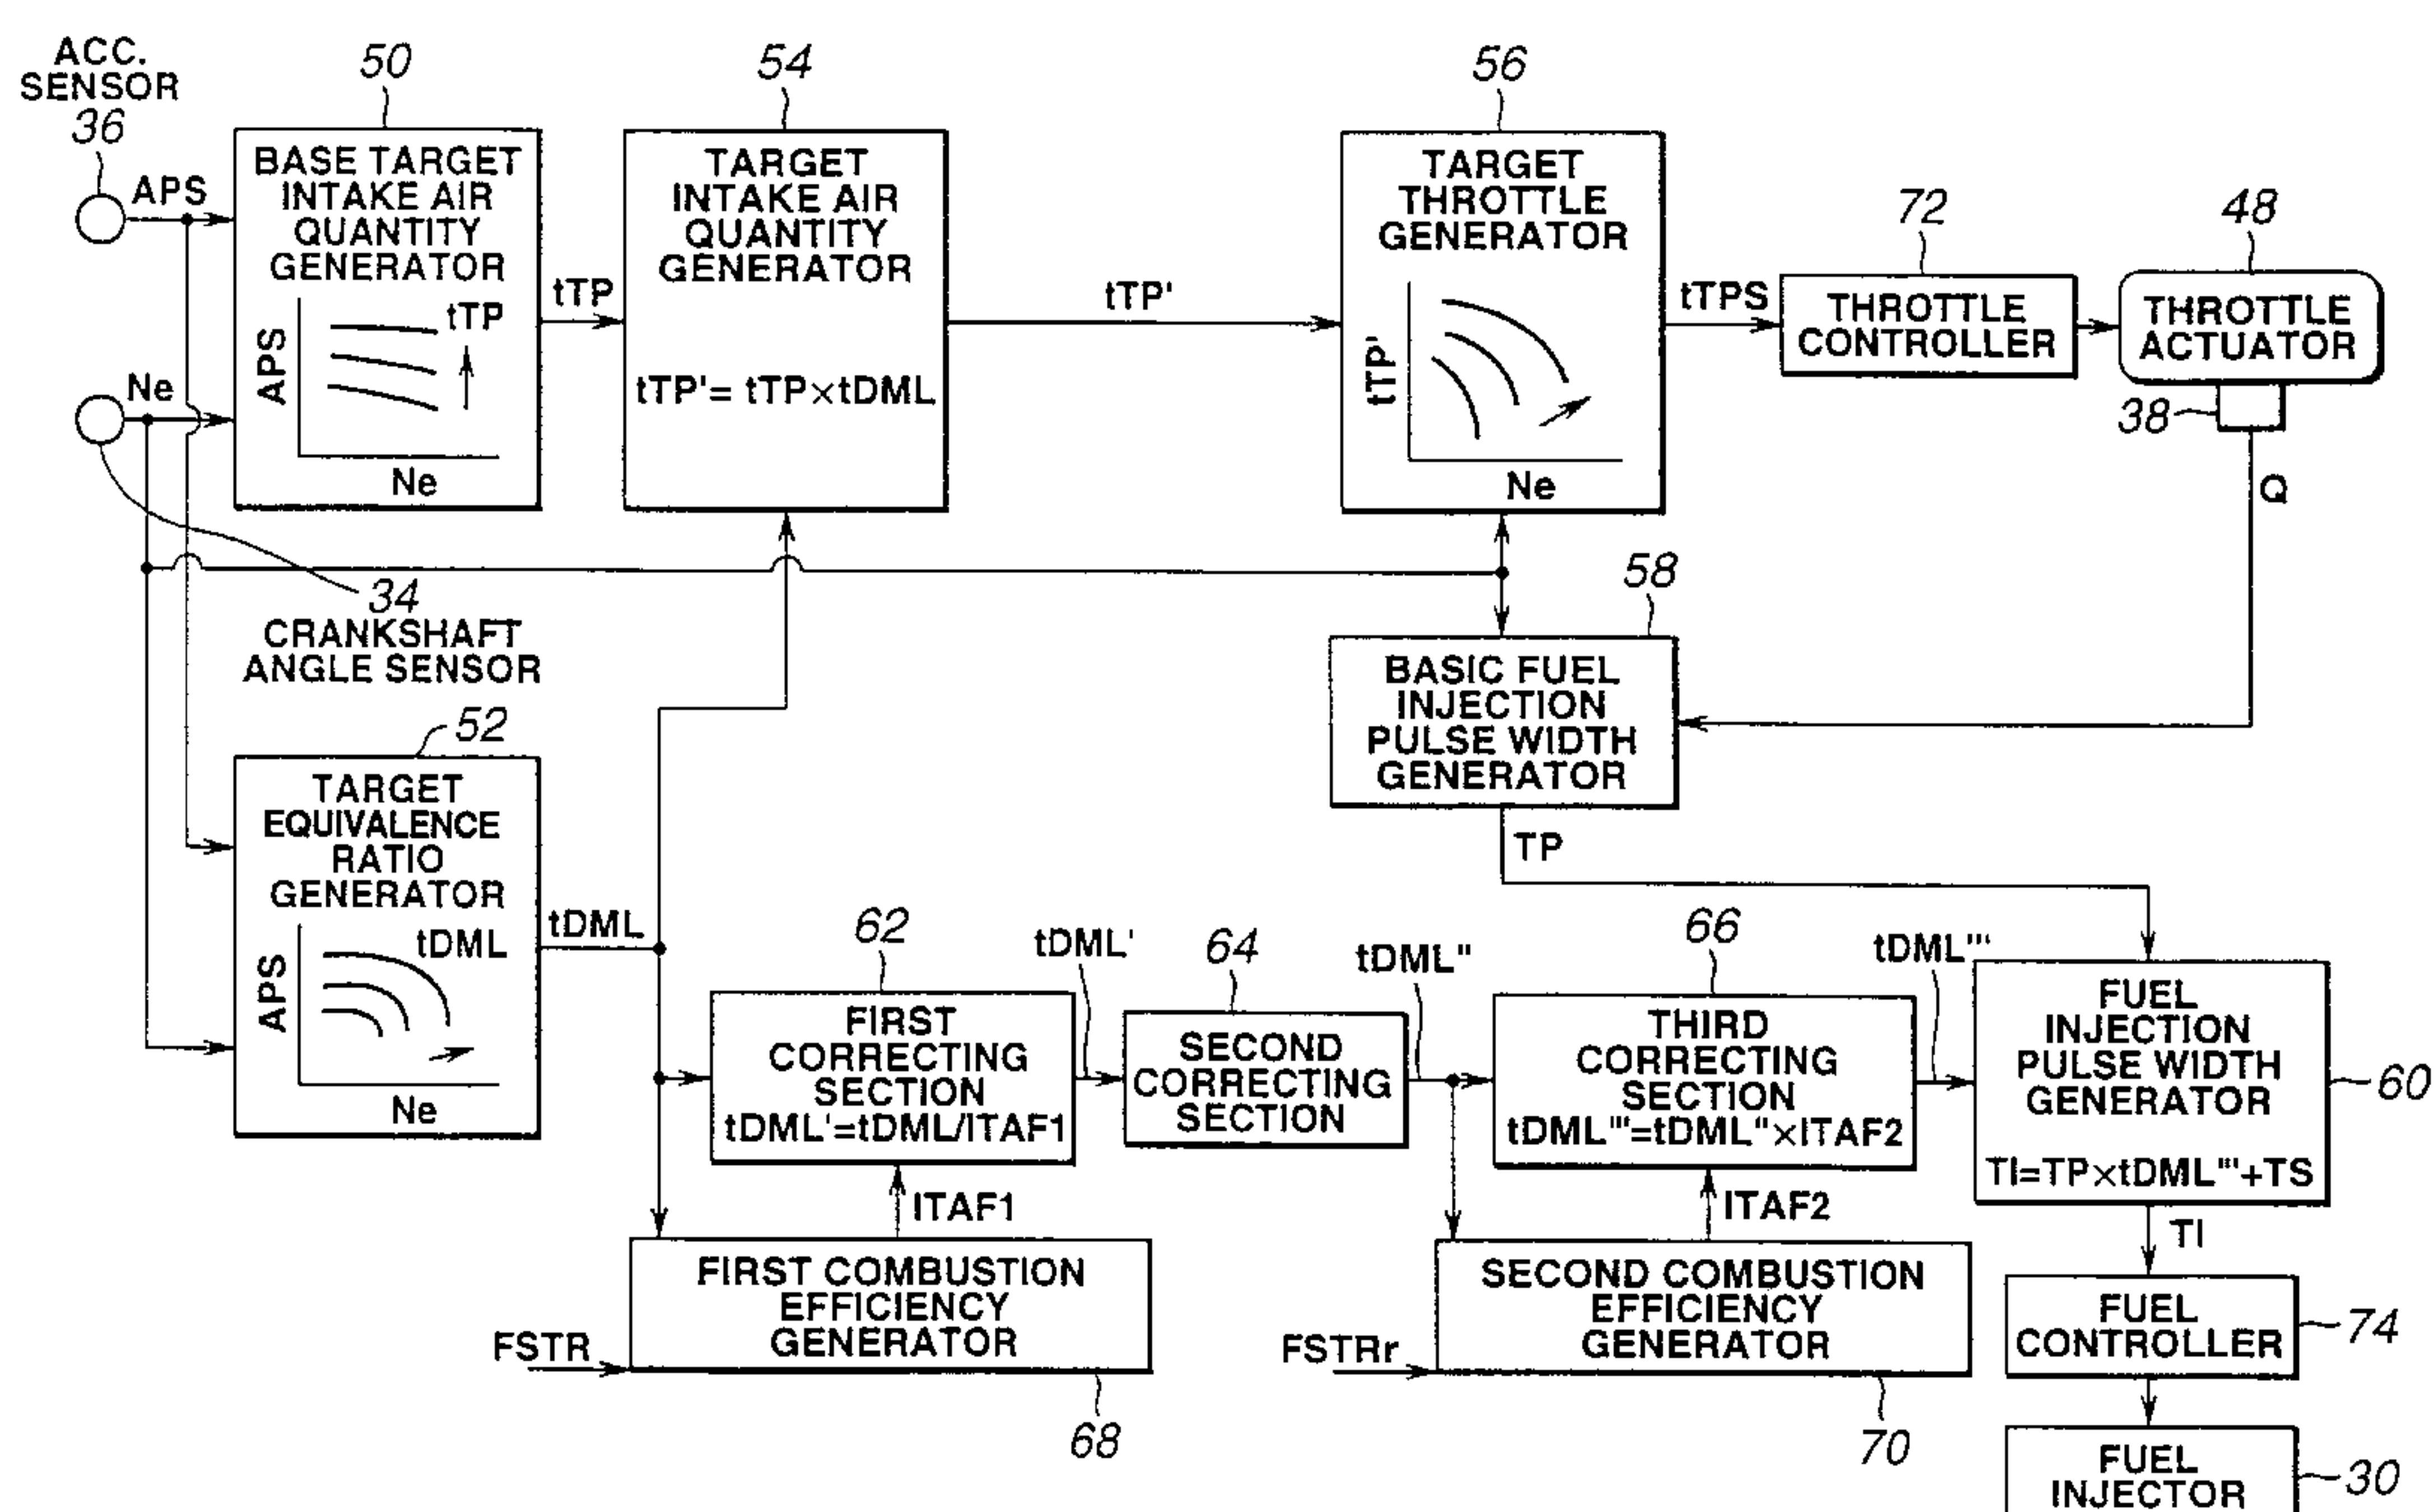 ACC.
SENSOR
36
APS
Ne
34
CRANKSHAFT
ANGLE SENSOR
50
BASE TARGET
INTAKE AIR
QUANTITY
GENERATOR
tTP
APS
Ne
tTP
54
TARGET
INTAKE AIR
QUANTITY
GENERATOR
tTP'= tTP×tDML
tTP'
56
TARGET
THROTTLE
GENERATOR
tTP'
Ne
tTPS
72
THROTTLE
CONTROLLER
48
THROTTLE
ACTUATOR
38
Q
58
BASIC FUEL
INJECTION
PULSE WIDTH
GENERATOR
TP
52
TARGET
EQUIVALENCE
RATIO
GENERATOR
tDML
APS
Ne
tDML
62
FIRST
CORRECTING
SECTION
tDML'=tDML/ITAF1
tDML'
64
SECOND
CORRECTING
SECTION
tDML"
66
THIRD
CORRECTING
SECTION
tDML"'=tDML"×ITAF2
tDML"'
FUEL
INJECTION
PULSE WIDTH
GENERATOR
TI=TP×tDML"'+TS
60
ITAF1
FIRST COMBUSTION
EFFICIENCY
GENERATOR
FSTR
68
ITAF2
SECOND COMBUSTION
EFFICIENCY
GENERATOR
FSTRr
70
TI
FUEL
CONTROLLER
74
FUEL
INJECTOR
30